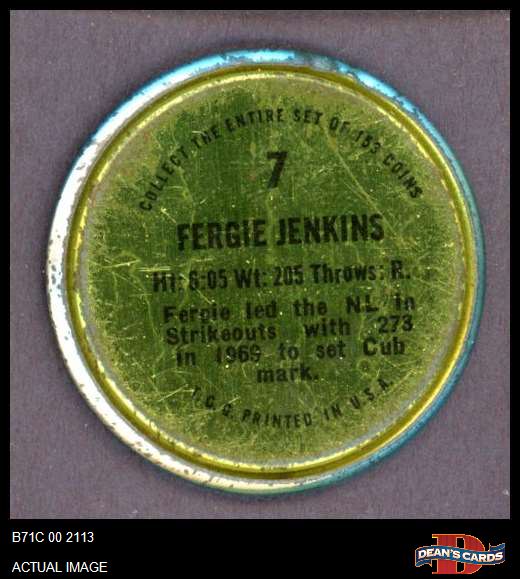 COLLECT THE ENTIRE SET OF 153 COINS
7
FERGIE JENKINS
Ht: 6:05 Wt: 205 Throws: R.
Fergie led the N.L. in
Strikeouts with 273
in 1969 to set Cub
mark.
T.C.G. PRINTED IN U.S.A.
B71C 00 2113
ACTUAL IMAGE
D
DEAN'S CARDS